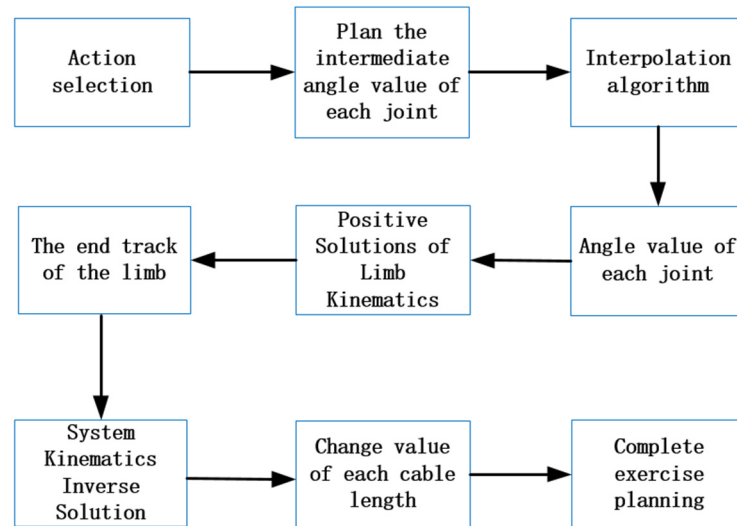 Action
selection
Plan the
intermediate
angle value of
each joint
Interpolation
algorithm
Angle value of
each joint
Positive
Solutions of
Limb
Kinematics
The end track
of the limb
System
Kinematics
Inverse
Solution
Change value
of each cable
length
Complete
exercise
planning